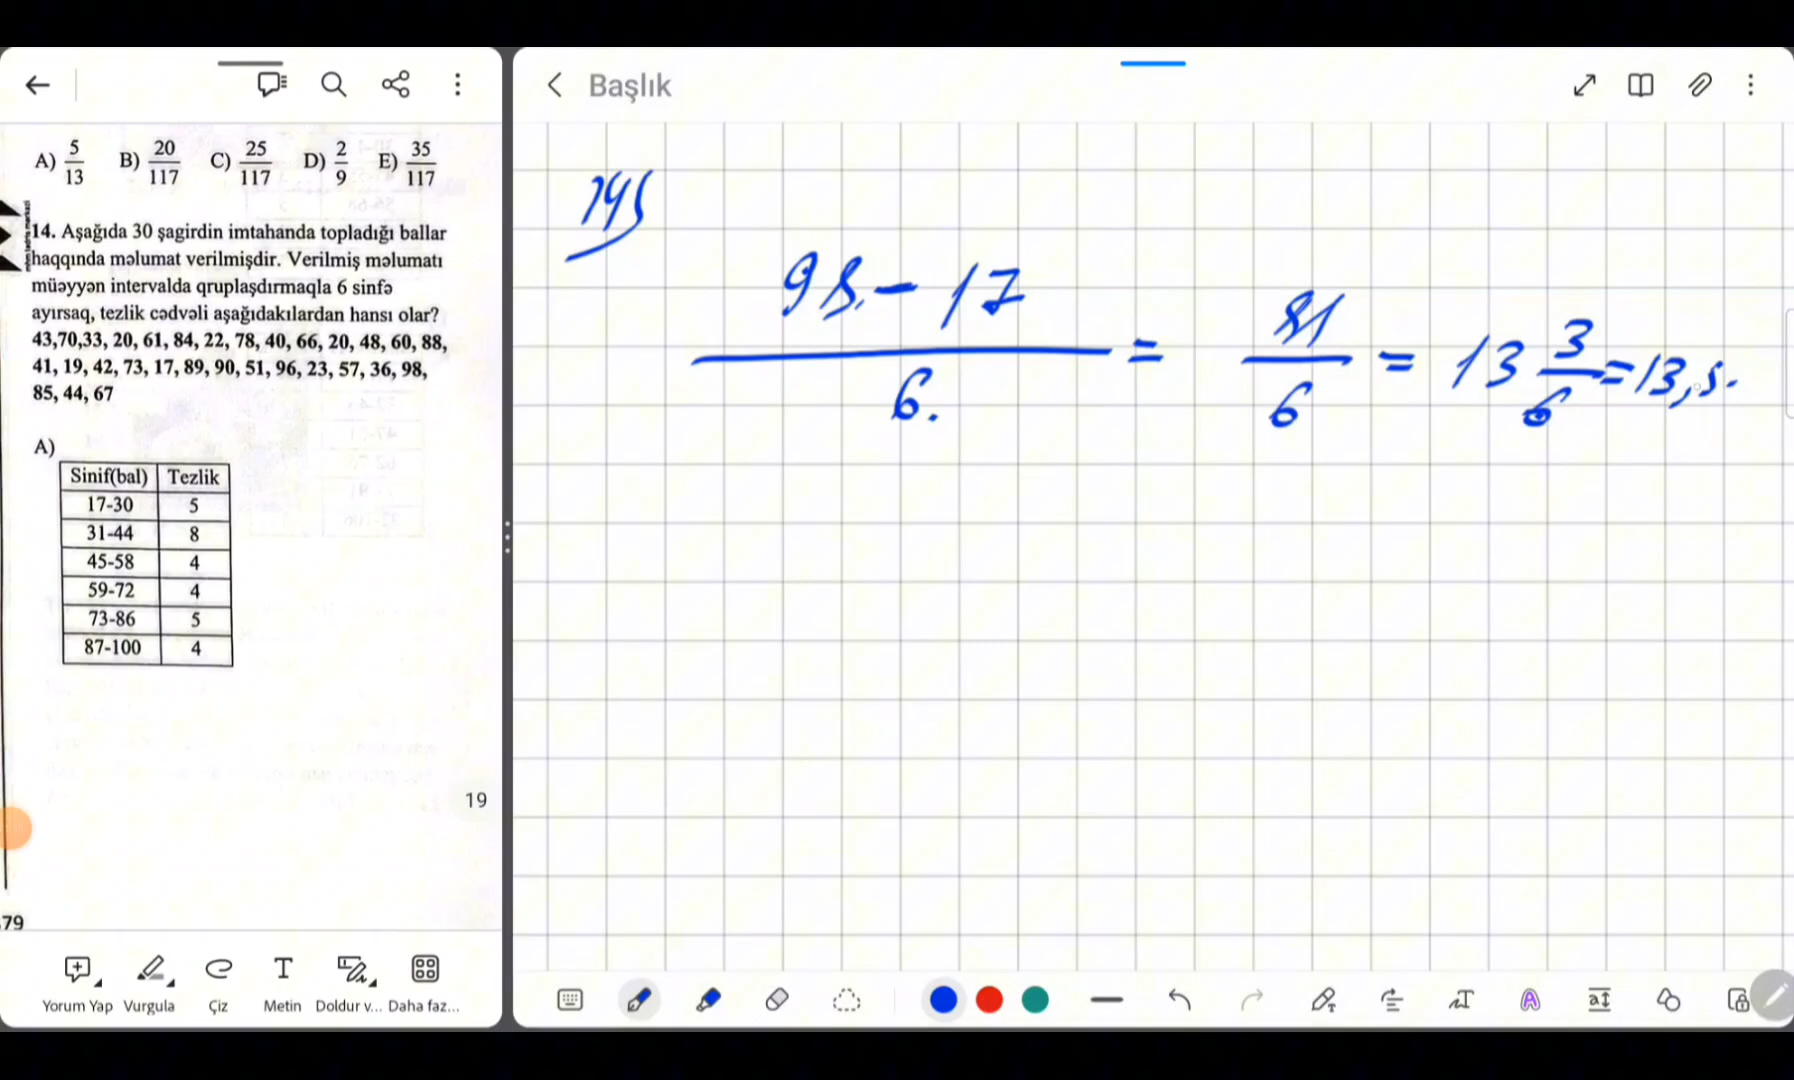 Başlık
A) 5/13 B) 20/117 C) 25/117 D) 2/9 E) 35/117
14. Aşağıda 30 şagirdin imtahanda topladığı ballar
haqqında məlumat verilmişdir. Verilmiş məlumatı
müəyyən intervalda qruplaşdırmaqla 6 sinfə
ayırsaq, tezlik cədvəli aşağıdakılardan hansı olar?
43,70,33, 20, 61, 84, 22, 78, 40, 66, 20, 48, 60, 88,
41, 19, 42, 73, 17, 89, 90, 51, 96, 23, 57, 36, 98,
85, 44, 67
A)
Sinif(bal) Tezlik
17-30 5
31-44 8
45-58 4
59-72 4
73-86 5
87-100 4
19
79
Yorum Yap Vurgula Çiz Metin Doldur v... Daha faz...
98-17/6. = 81/6 = 13 3/6 = 13,5.